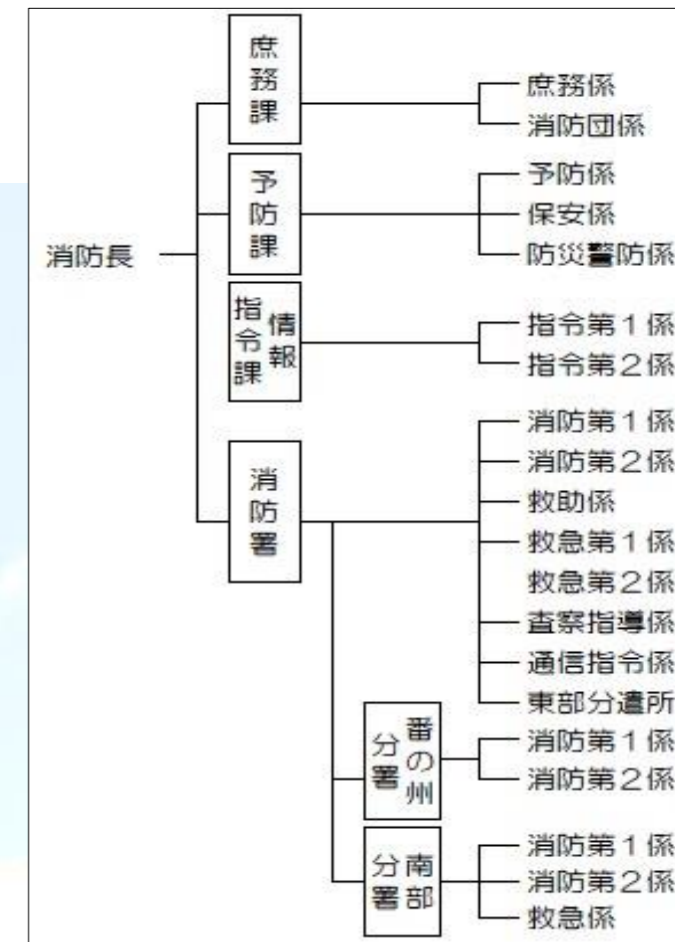 消防長
庶務課
庶務係
消防団係
予防課
予防係
保安係
防災警防係
情報指令課
指令第１係
指令第２係
消防署
消防第１係
消防第２係
救助係
救急第１係
救急第２係
査察指導係
通信指令係
東部分遣所
番の州分署
消防第１係
消防第２係
南部分署
消防第１係
消防第２係
救急係